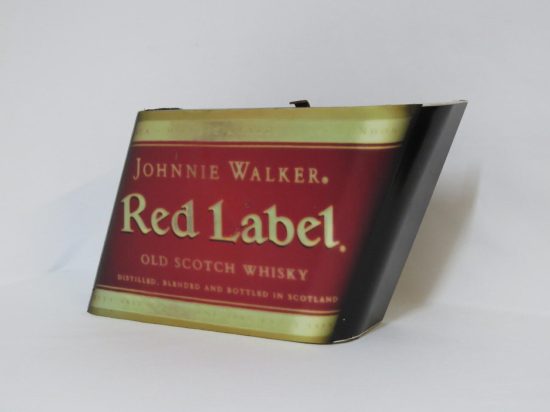 JOHNNIE WALKER.
Red Label.
OLD SCOTCH WHISKY
DISTILLED, BLENDED AND BOTTLED IN SCOTLAND